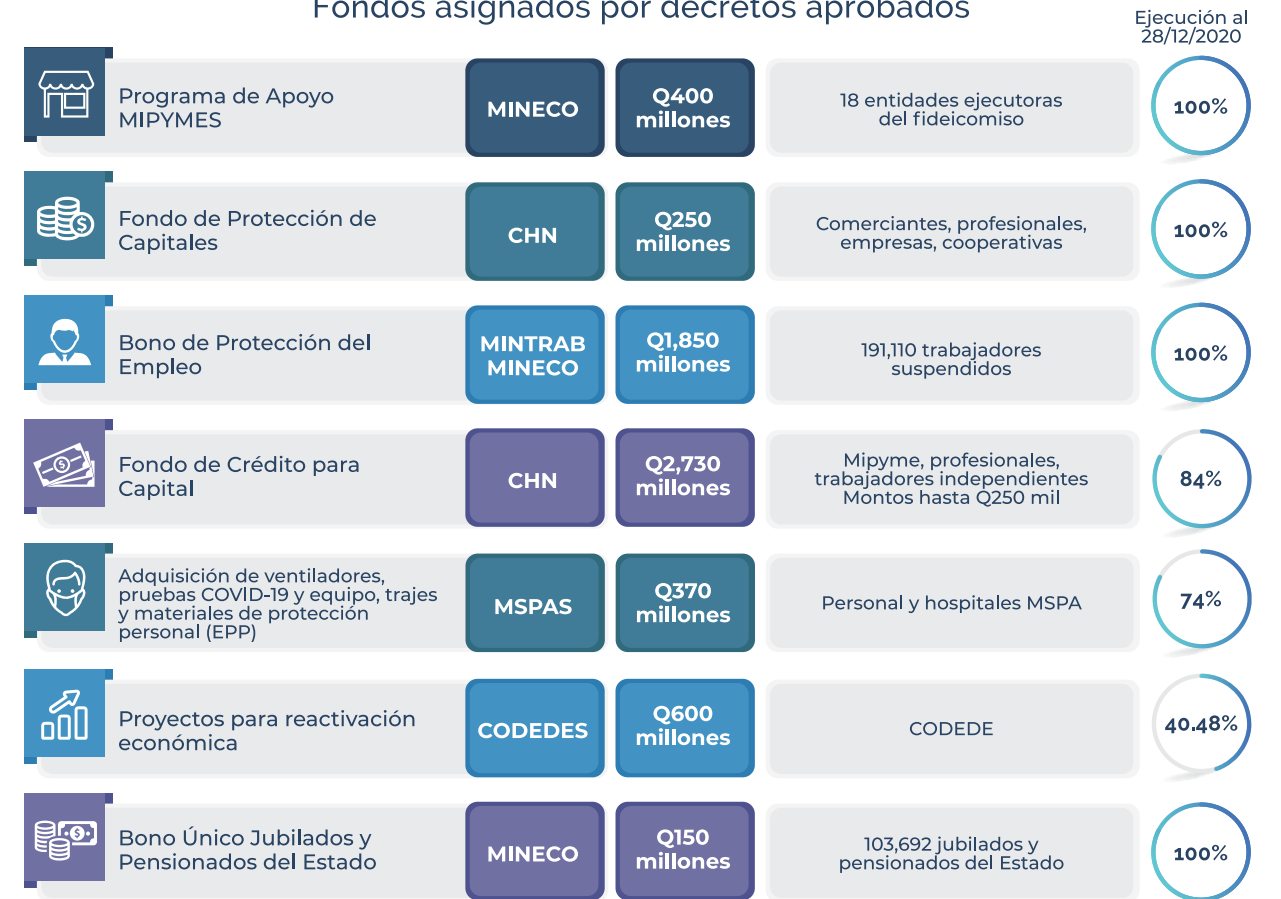 Fondos asignados por decretos aprobados
Ejecución al
28/12/2020
Programa de Apoyo
MIPYMES
MINECO
Q400
millones
18 entidades ejecutoras
del fideicomiso
100%
Fondo de Protección de
Capitales
CHN
Q250
millones
Comerciantes, profesionales,
empresas, cooperativas
100%
Bono de Protección del
Empleo
MINTRAB
MINECO
Q1,850
millones
191,110 trabajadores
suspendidos
100%
Fondo de Crédito para
Capital
CHN
Q2,730
millones
Mipyme, profesionales,
trabajadores independientes
Montos hasta Q250 mil
84%
Adquisición de ventiladores,
pruebas COVID-19 y equipo, trajes
y materiales de protección
personal (EPP)
MSPAS
Q370
millones
Personal y hospitales MSPA
74%
Proyectos para reactivación
económica
CODEDES
Q600
millones
CODEDE
40.48%
Bono Único Jubilados y
Pensionados del Estado
MINECO
Q150
millones
103,692 jubilados y
pensionados del Estado
100%